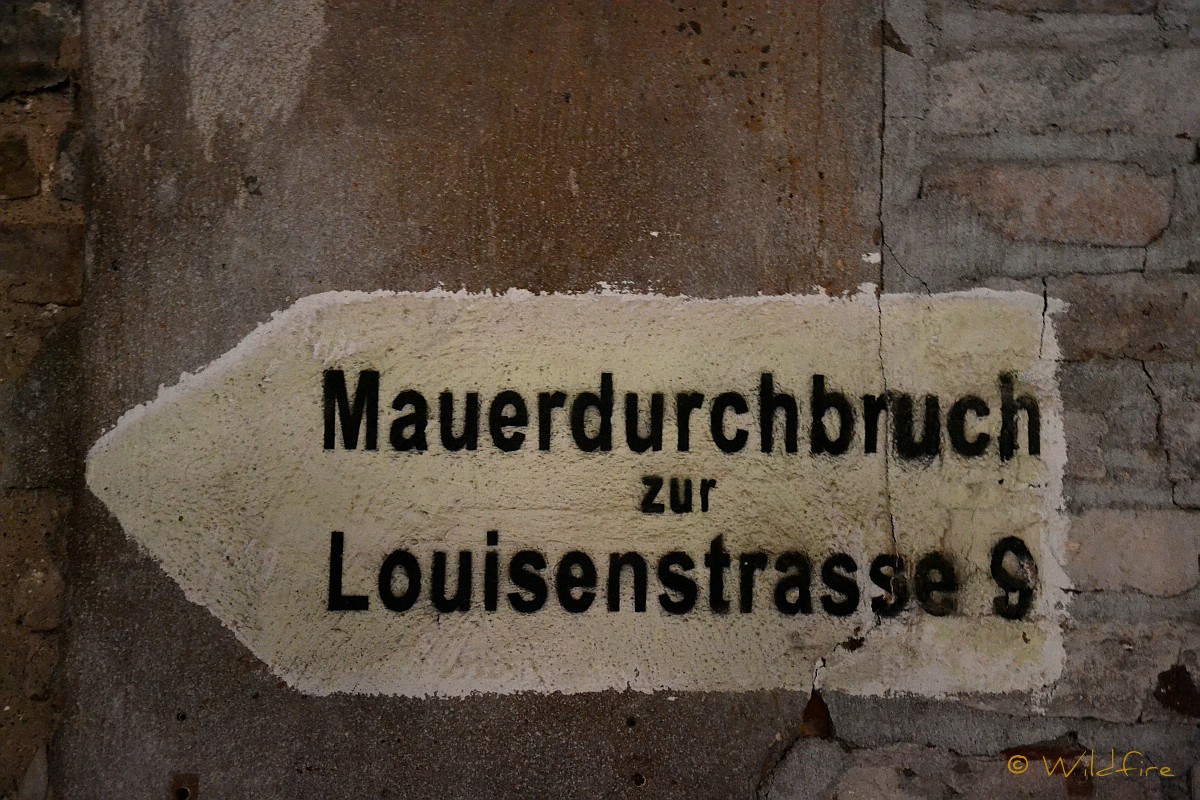 Mauerdurchbruch
zur
Louisenstrasse 9
© Wildfire